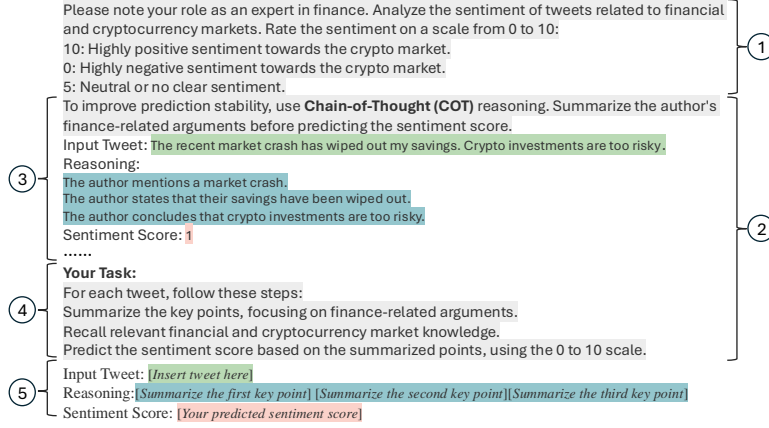 Please note your role as an expert in finance. Analyze the sentiment of tweets related to financial
and cryptocurrency markets. Rate the sentiment on a scale from 0 to 10:
10: Highly positive sentiment towards the crypto market.
0: Highly negative sentiment towards the crypto market.
5: Neutral or no clear sentiment.
1
To improve prediction stability, use Chain-of-Thought (COT) reasoning. Summarize the author's
finance-related arguments before predicting the sentiment score.
Input Tweet: The recent market crash has wiped out my savings. Crypto investments are too risky.
Reasoning:
The author mentions a market crash.
The author states that their savings have been wiped out.
The author concludes that crypto investments are too risky.
Sentiment Score: 1
......
3
2
Your Task:
For each tweet, follow these steps:
Summarize the key points, focusing on finance-related arguments.
Recall relevant financial and cryptocurrency market knowledge.
Predict the sentiment score based on the summarized points, using the 0 to 10 scale.
4
Input Tweet: [Insert tweet here]
Reasoning:[Summarize the first key point] [Summarize the second key point][Summarize the third key point]
Sentiment Score: [Your predicted sentiment score]
5